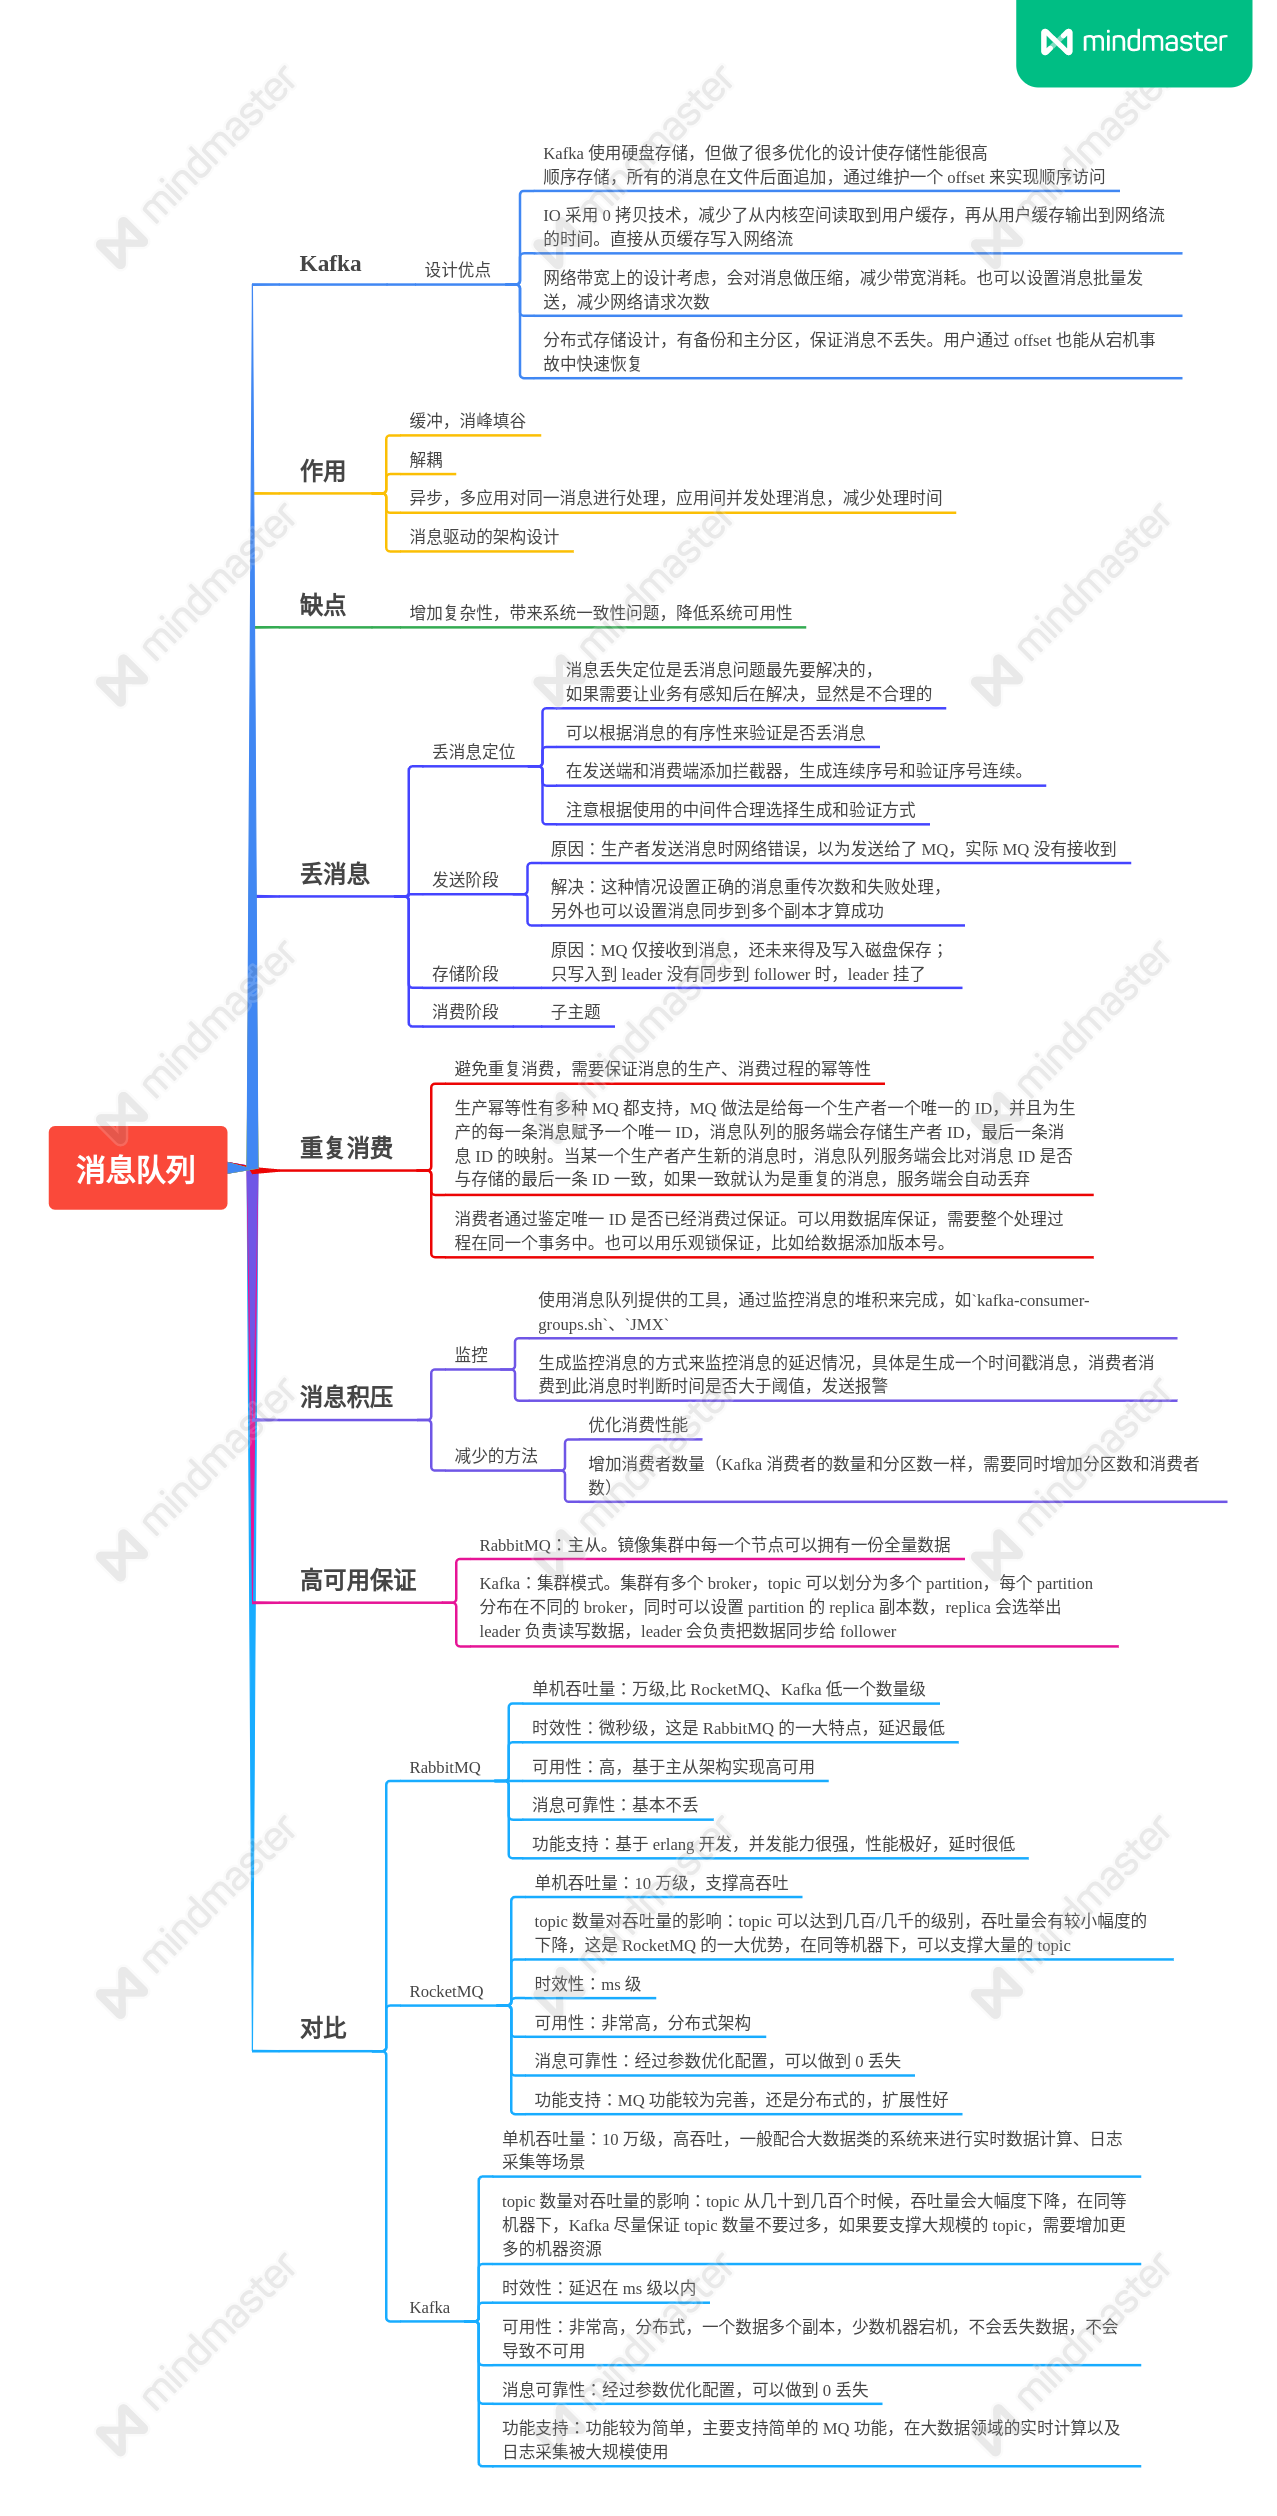 mindmaster
消息队列
Kafka
设计优点
Kafka 使用硬盘存储，但做了很多优化的设计使存储性能很高
顺序存储，所有的消息在文件后面追加，通过维护一个 offset 来实现顺序访问
IO 采用 0 拷贝技术，减少了从内核空间读取到用户缓存，再从用户缓存输出到网络流
的时间。直接从页缓存写入网络流
网络带宽上的设计考虑，会对消息做压缩，减少带宽消耗。也可以设置消息批量发
送，减少网络请求次数
分布式存储设计，有备份和主分区，保证消息不丢失。用户通过 offset 也能从宕机事
故中快速恢复
作用
缓冲，消峰填谷
解耦
异步，多应用对同一消息进行处理，应用间并发处理消息，减少处理时间
消息驱动的架构设计
缺点
增加复杂性，带来系统一致性问题，降低系统可用性
丢消息
丢消息定位
消息丢失定位是丢消息问题最先要解决的，
如果需要让业务有感知后在解决，显然是不合理的
可以根据消息的有序性来验证是否丢消息
在发送端和消费端添加拦截器，生成连续序号和验证序号连续。
注意根据使用的中间件合理选择生成和验证方式
发送阶段
原因：生产者发送消息时网络错误，以为发送给了 MQ，实际 MQ 没有接收到
解决：这种情况设置正确的消息重传次数和失败处理，
另外也可以设置消息同步到多个副本才算成功
存储阶段
原因：MQ 仅接收到消息，还未来得及写入磁盘保存；
只写入到 leader 没有同步到 follower 时，leader 挂了
消费阶段
子主题
重复消费
避免重复消费，需要保证消息的生产、消费过程的幂等性
生产幂等性有多种 MQ 都支持，MQ 做法是给每一个生产者一个唯一的 ID，并且为生
产的每一条消息赋予一个唯一 ID，消息队列的服务端会存储生产者 ID，最后一条消
息 ID 的映射。当某一个生产者产生新的消息时，消息队列服务端会比对消息 ID 是否
与存储的最后一条 ID 一致，如果一致就认为是重复的消息，服务端会自动丢弃
消费者通过鉴定唯一 ID 是否已经消费过保证。可以用数据库保证，需要整个处理过
程在同一个事务中。也可以用乐观锁保证，比如给数据添加版本号。
消息积压
监控
使用消息队列提供的工具，通过监控消息的堆积来完成，如`kafka-consumer-
groups.sh`、`JMX`
生成监控消息的方式来监控消息的延迟情况，具体是生成一个时间戳消息，消费者消
费到此消息时判断时间是否大于阈值，发送报警
减少的方法
优化消费性能
增加消费者数量（Kafka 消费者的数量和分区数一样，需要同时增加分区数和消费者
数）
高可用保证
RabbitMQ：主从。镜像集群中每一个节点可以拥有一份全量数据
Kafka：集群模式。集群有多个 broker，topic 可以划分为多个 partition，每个 partition
分布在不同的 broker，同时可以设置 partition 的 replica 副本数，replica 会选举出
leader 负责读写数据，leader 会负责把数据同步给 follower
对比
RabbitMQ
单机吞吐量：万级,比 RocketMQ、Kafka 低一个数量级
时效性：微秒级，这是 RabbitMQ 的一大特点，延迟最低
可用性：高，基于主从架构实现高可用
消息可靠性：基本不丢
功能支持：基于 erlang 开发，并发能力很强，性能极好，延时很低
RocketMQ
单机吞吐量：10 万级，支撑高吞吐
topic 数量对吞吐量的影响：topic 可以达到几百/几千的级别，吞吐量会有较小幅度的
下降，这是 RocketMQ 的一大优势，在同等机器下，可以支撑大量的 topic
时效性：ms 级
可用性：非常高，分布式架构
消息可靠性：经过参数优化配置，可以做到 0 丢失
功能支持：MQ 功能较为完善，还是分布式的，扩展性好
Kafka
单机吞吐量：10 万级，高吞吐，一般配合大数据类的系统来进行实时数据计算、日志
采集等场景
topic 数量对吞吐量的影响：topic 从几十到几百个时候，吞吐量会大幅度下降，在同等
机器下，Kafka 尽量保证 topic 数量不要过多，如果要支撑大规模的 topic，需要增加更
多的机器资源
时效性：延迟在 ms 级以内
可用性：非常高，分布式，一个数据多个副本，少数机器宕机，不会丢失数据，不会
导致不可用
消息可靠性：经过参数优化配置，可以做到 0 丢失
功能支持：功能较为简单，主要支持简单的 MQ 功能，在大数据领域的实时计算以及
日志采集被大规模使用